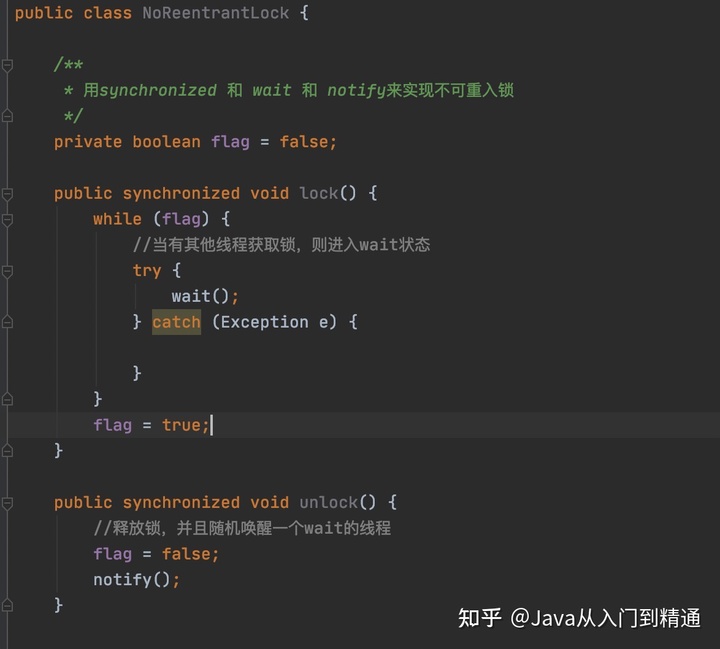 public class NoReentrantLock {
/**
* 用synchronized 和 wait 和 notify来实现不可重入锁
*/
private boolean flag = false;
public synchronized void lock() {
while (flag) {
//当有其他线程获取锁，则进入wait状态
try {
wait();
} catch (Exception e) {
}
}
flag = true;
}
public synchronized void unlock() {
//释放锁，并且随机唤醒一个wait的线程
flag = false;
notify();
}
知乎 @Java从入门到精通